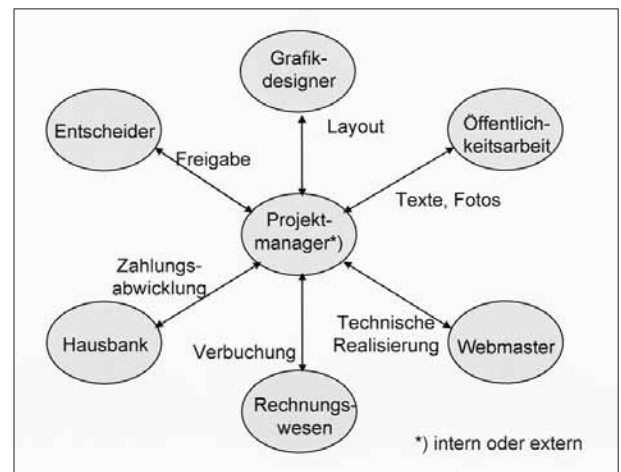 Grafik-
designer
Entscheider
Öffentlich-
keitsarbeit
Layout
Freigabe
Texte, Fotos
Projekt-
manager*)
Zahlungs-
abwicklung
Technische
Realisierung
Hausbank
Verbuchung
Webmaster
Rechnungs-
wesen
*) intern oder extern